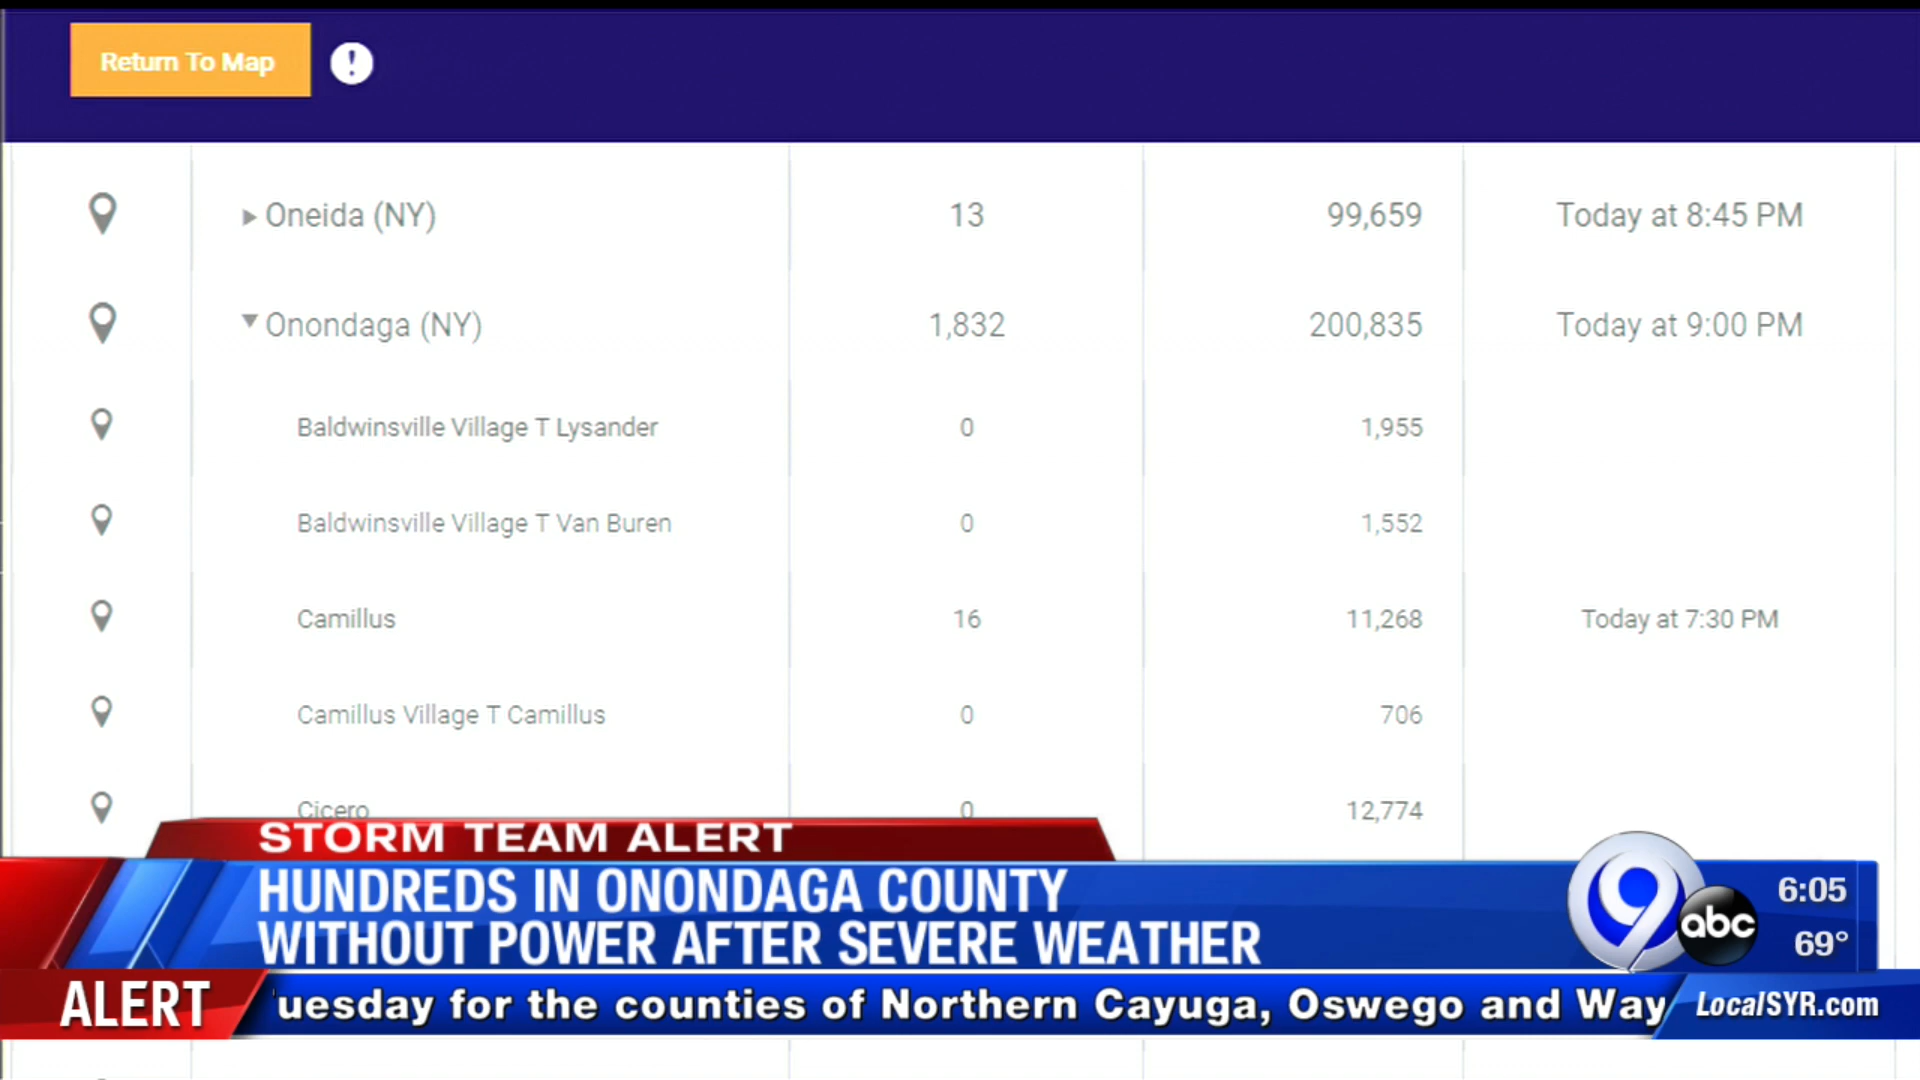 Return To Map
!
Oneida (NY) 13 99,659 Today at 8:45 PM
Onondaga (NY) 1,832 200,835 Today at 9:00 PM
Baldwinsville Village T Lysander 0 1,955
Baldwinsville Village T Van Buren 0 1,552
Camillus 16 11,268 Today at 7:30 PM
Camillus Village T Camillus 0 706
Cicero 0 12,774
STORM TEAM ALERT
HUNDREDS IN ONONDAGA COUNTY
WITHOUT POWER AFTER SEVERE WEATHER
9 abc
6:05
69°
ALERT
uesday for the counties of Northern Cayuga, Oswego and Way
LocalSYR.com